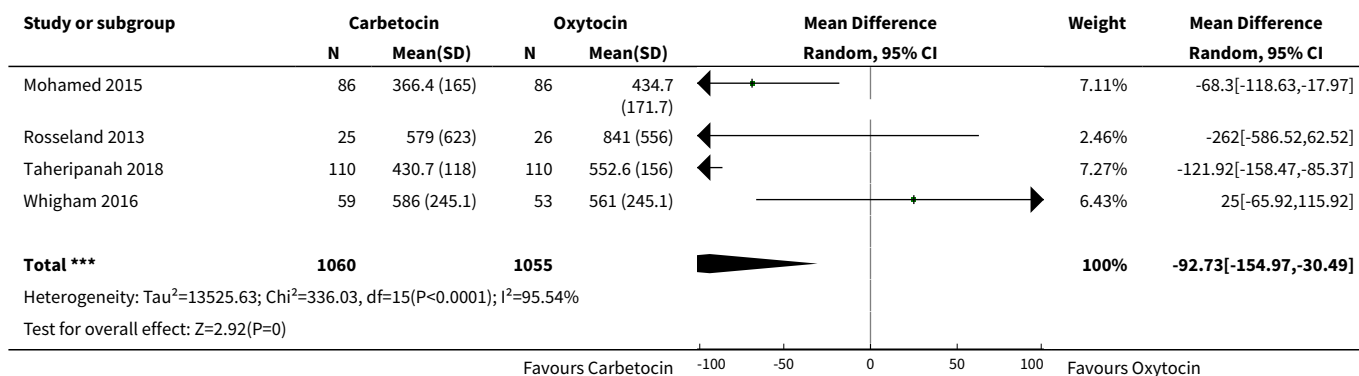 Study or subgroup Carbetocin Oxytocin Mean Difference Weight Mean Difference
N Mean(SD) N Mean(SD) Random, 95% CI Random, 95% CI
Mohamed 2015 86 366.4 (165) 86 434.7 (171.7) 7.11% -68.3[-118.63,-17.97]
Rosseland 2013 25 579 (623) 26 841 (556) 2.46% -262[-586.52,62.52]
Taheripanah 2018 110 430.7 (118) 110 552.6 (156) 7.27% -121.92[-158.47,-85.37]
Whigham 2016 59 586 (245.1) 53 561 (245.1) 6.43% 25[-65.92,115.92]
Total *** 1060 1055 100% -92.73[-154.97,-30.49]
Heterogeneity: Tau²=13525.63; Chi²=336.03, df=15(P<0.0001); I²=95.54%
Test for overall effect: Z=2.92(P=0)
Favours Carbetocin -100 -50 0 50 100 Favours Oxytocin